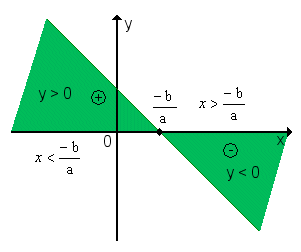 y
y > 0
+
-b/a
x > -b/a
0
x
x < -b/a
-
y < 0